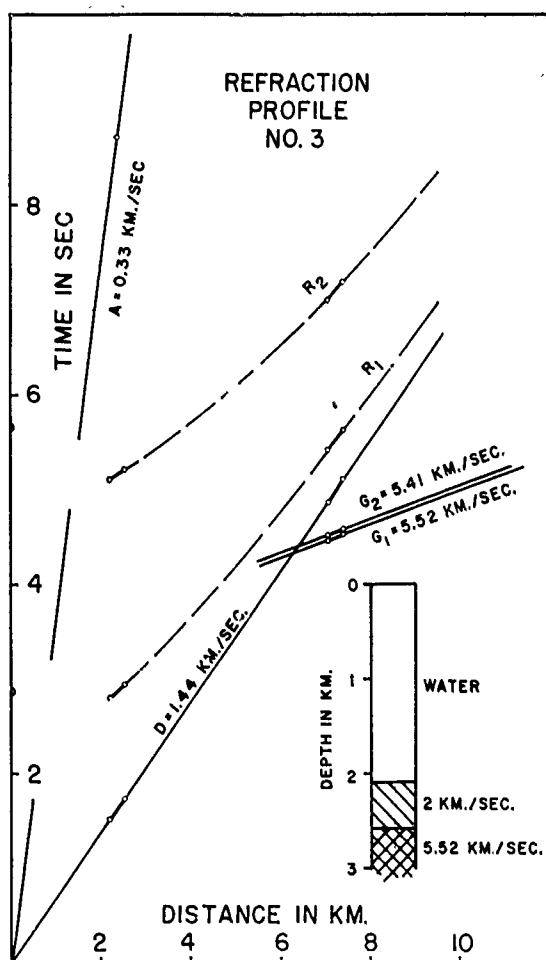 REFRACTION
PROFILE
NO. 3
TIME IN SEC
8
6
4
2
A = 0.33 KM./SEC
R2
R1
G2 = 5.41 KM./SEC.
G1 = 5.52 KM./SEC.
D = 1.44 KM./SEC.
DEPTH IN KM.
0
1
2
3
WATER
2 KM./SEC.
5.52 KM./SEC.
DISTANCE IN KM.
2
4
6
8
10